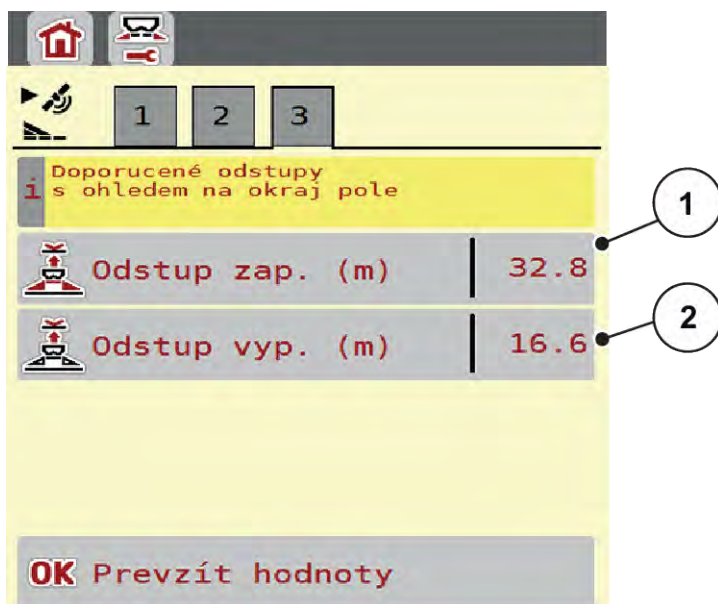 1 2 3
i Doporucené odstupy
s ohledem na okraj pole
Odstup zap. (m) 32.8
1
Odstup vyp. (m) 16.6
2
OK Prevzít hodnoty